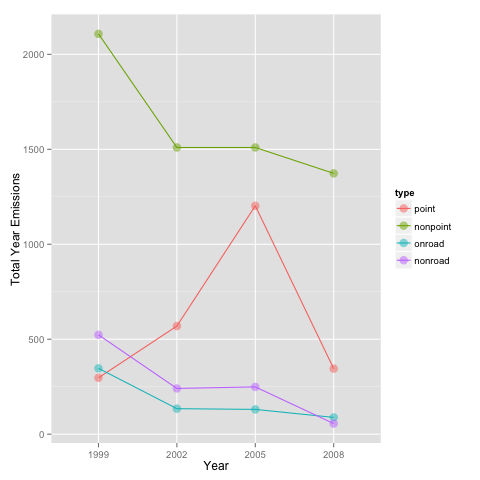 2000
1500
1000
500
0
Total Year Emissions
1999 2002 2005 2008
Year
type
point
nonpoint
onroad
nonroad